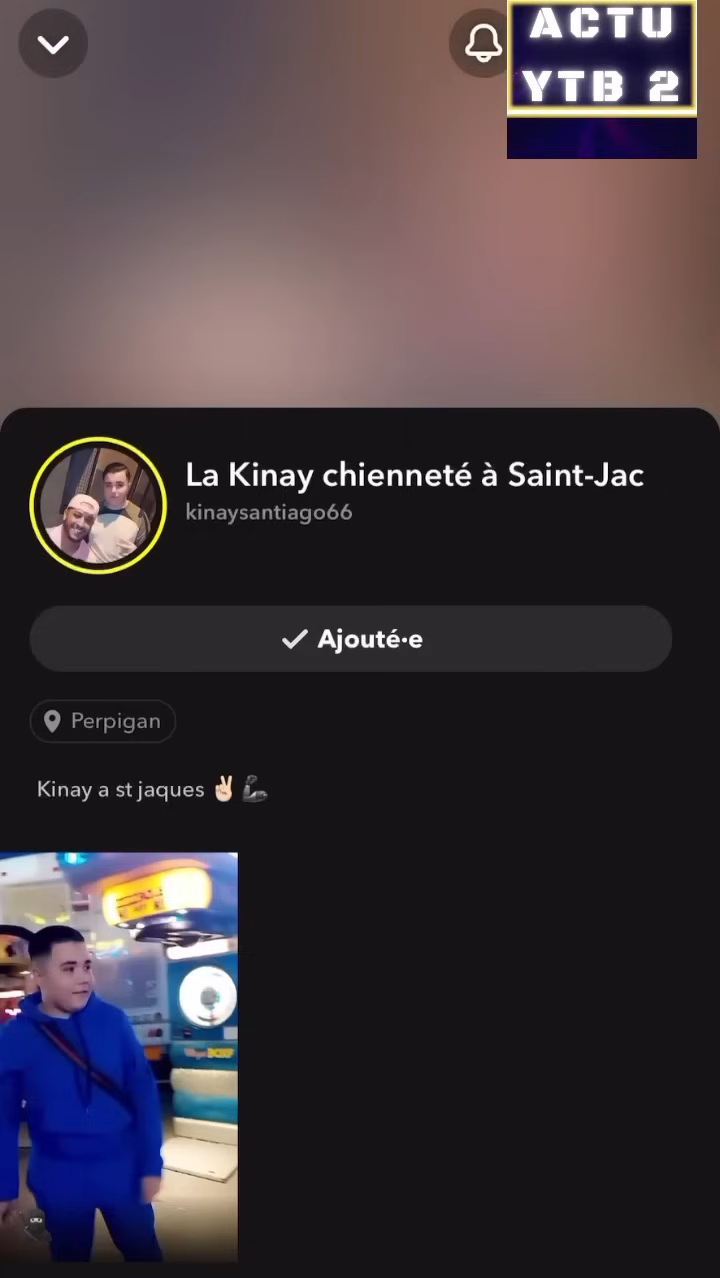 ACTU
YTB 2
La Kinay chienneté à Saint-Jac
kinaysantiago66
Ajouté·e
Perpigan
Kinay a st jaques ✌🏻🦾